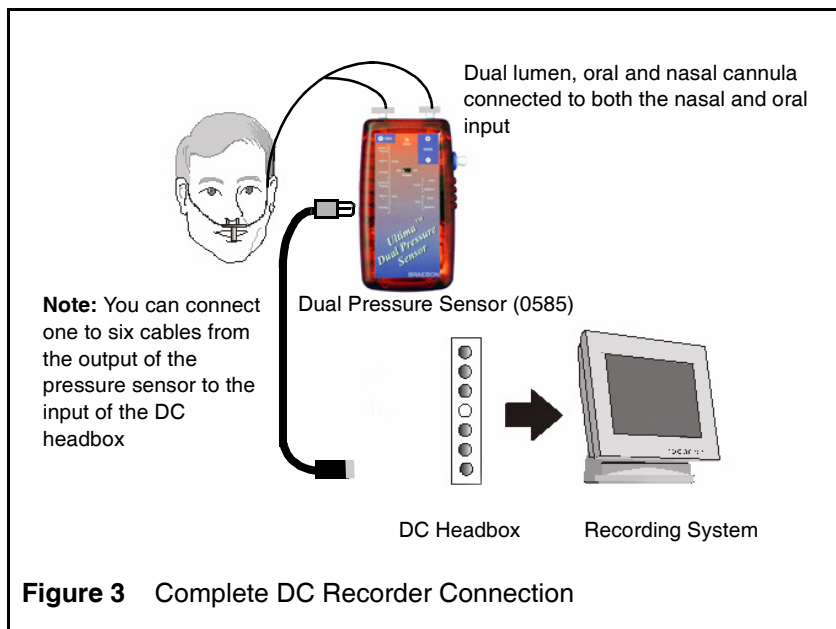 Dual lumen, oral and nasal cannula
connected to both the nasal and oral
input
Ultima™
Dual Pressure
Sensor
Note: You can connect
one to six cables from
the output of the
pressure sensor to the
input of the DC
headbox
Dual Pressure Sensor (0585)
DC Headbox
Recording System
Figure 3 Complete DC Recorder Connection